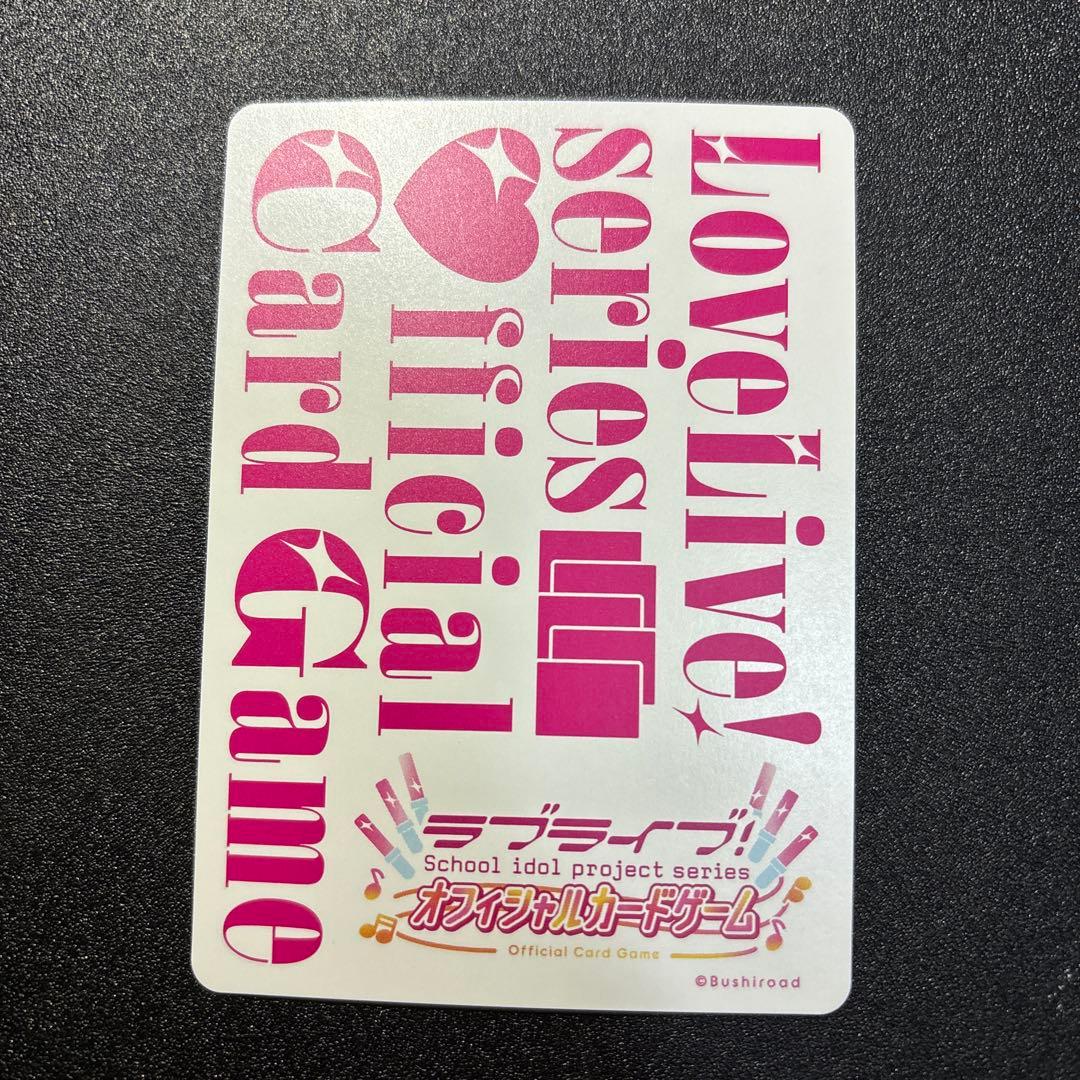 LoveLive!
series
♥fficial
Card Game
ラブライブ!
School idol project series
オフィシャルカードゲーム
Official Card Game
©Bushiroad